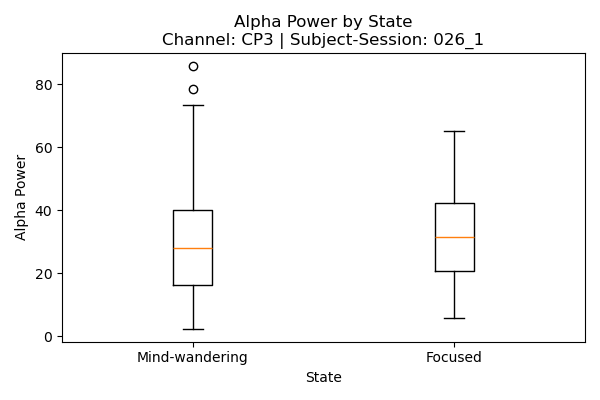 Alpha Power by State
Channel: CP3 | Subject-Session: 026_1
Alpha Power
80
60
40
20
0
Mind-wandering
Focused
State